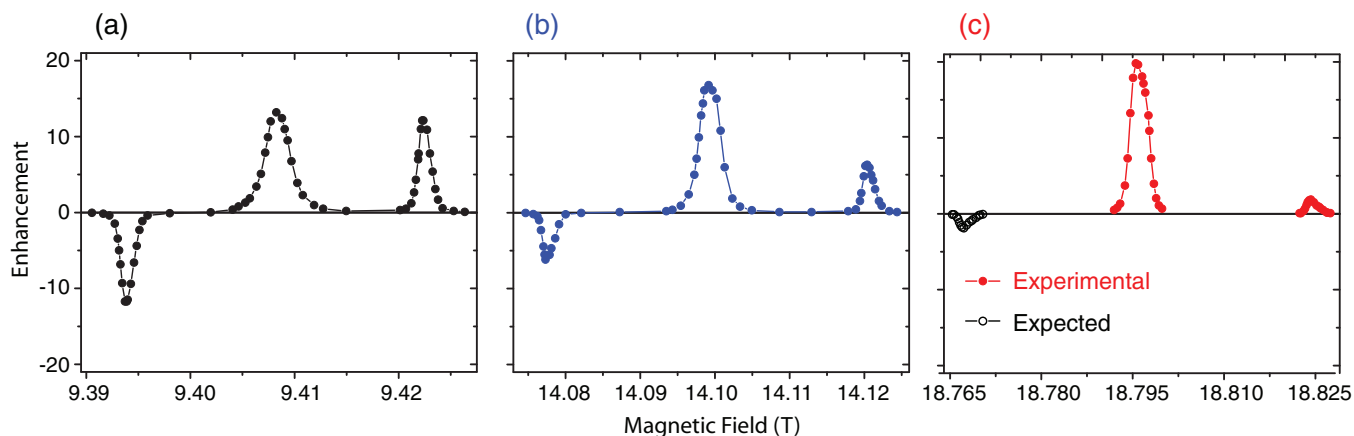 (a) (b) (c)
20
10
0
-10
-20
Enhancement
9.39 9.40 9.41 9.42
14.08 14.09 14.10 14.11 14.12
18.765 18.780 18.795 18.810 18.825
Experimental
Expected
Magnetic Field (T)